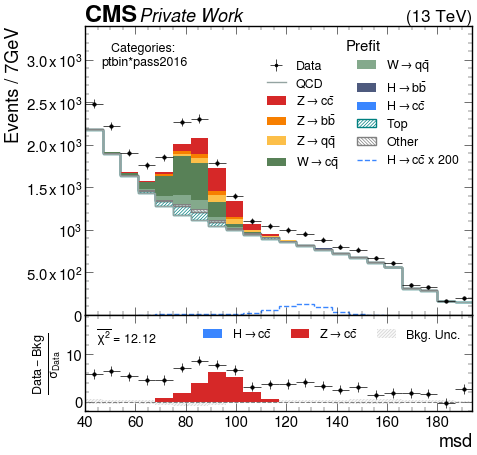 CMS Private Work (13 TeV)
Events / 7GeV
3.0 x 10³
2.5 x 10³
2.0 x 10³
1.5 x 10³
10³
5.0 x 10²
0
Categories:
ptbin*pass2016
Prefit
Data
QCD
Z→cc̄
Z→bb̄
Z→qq̄
W→cq̄
W→qq̄
H→bb̄
H→cc̄
Top
Other
H→cc̄ x 200
Data − Bkg
σData
10
0
χ² = 12.12
H→cc̄
Z→cc̄
Bkg. Unc.
40 60 80 100 120 140 160 180
msd